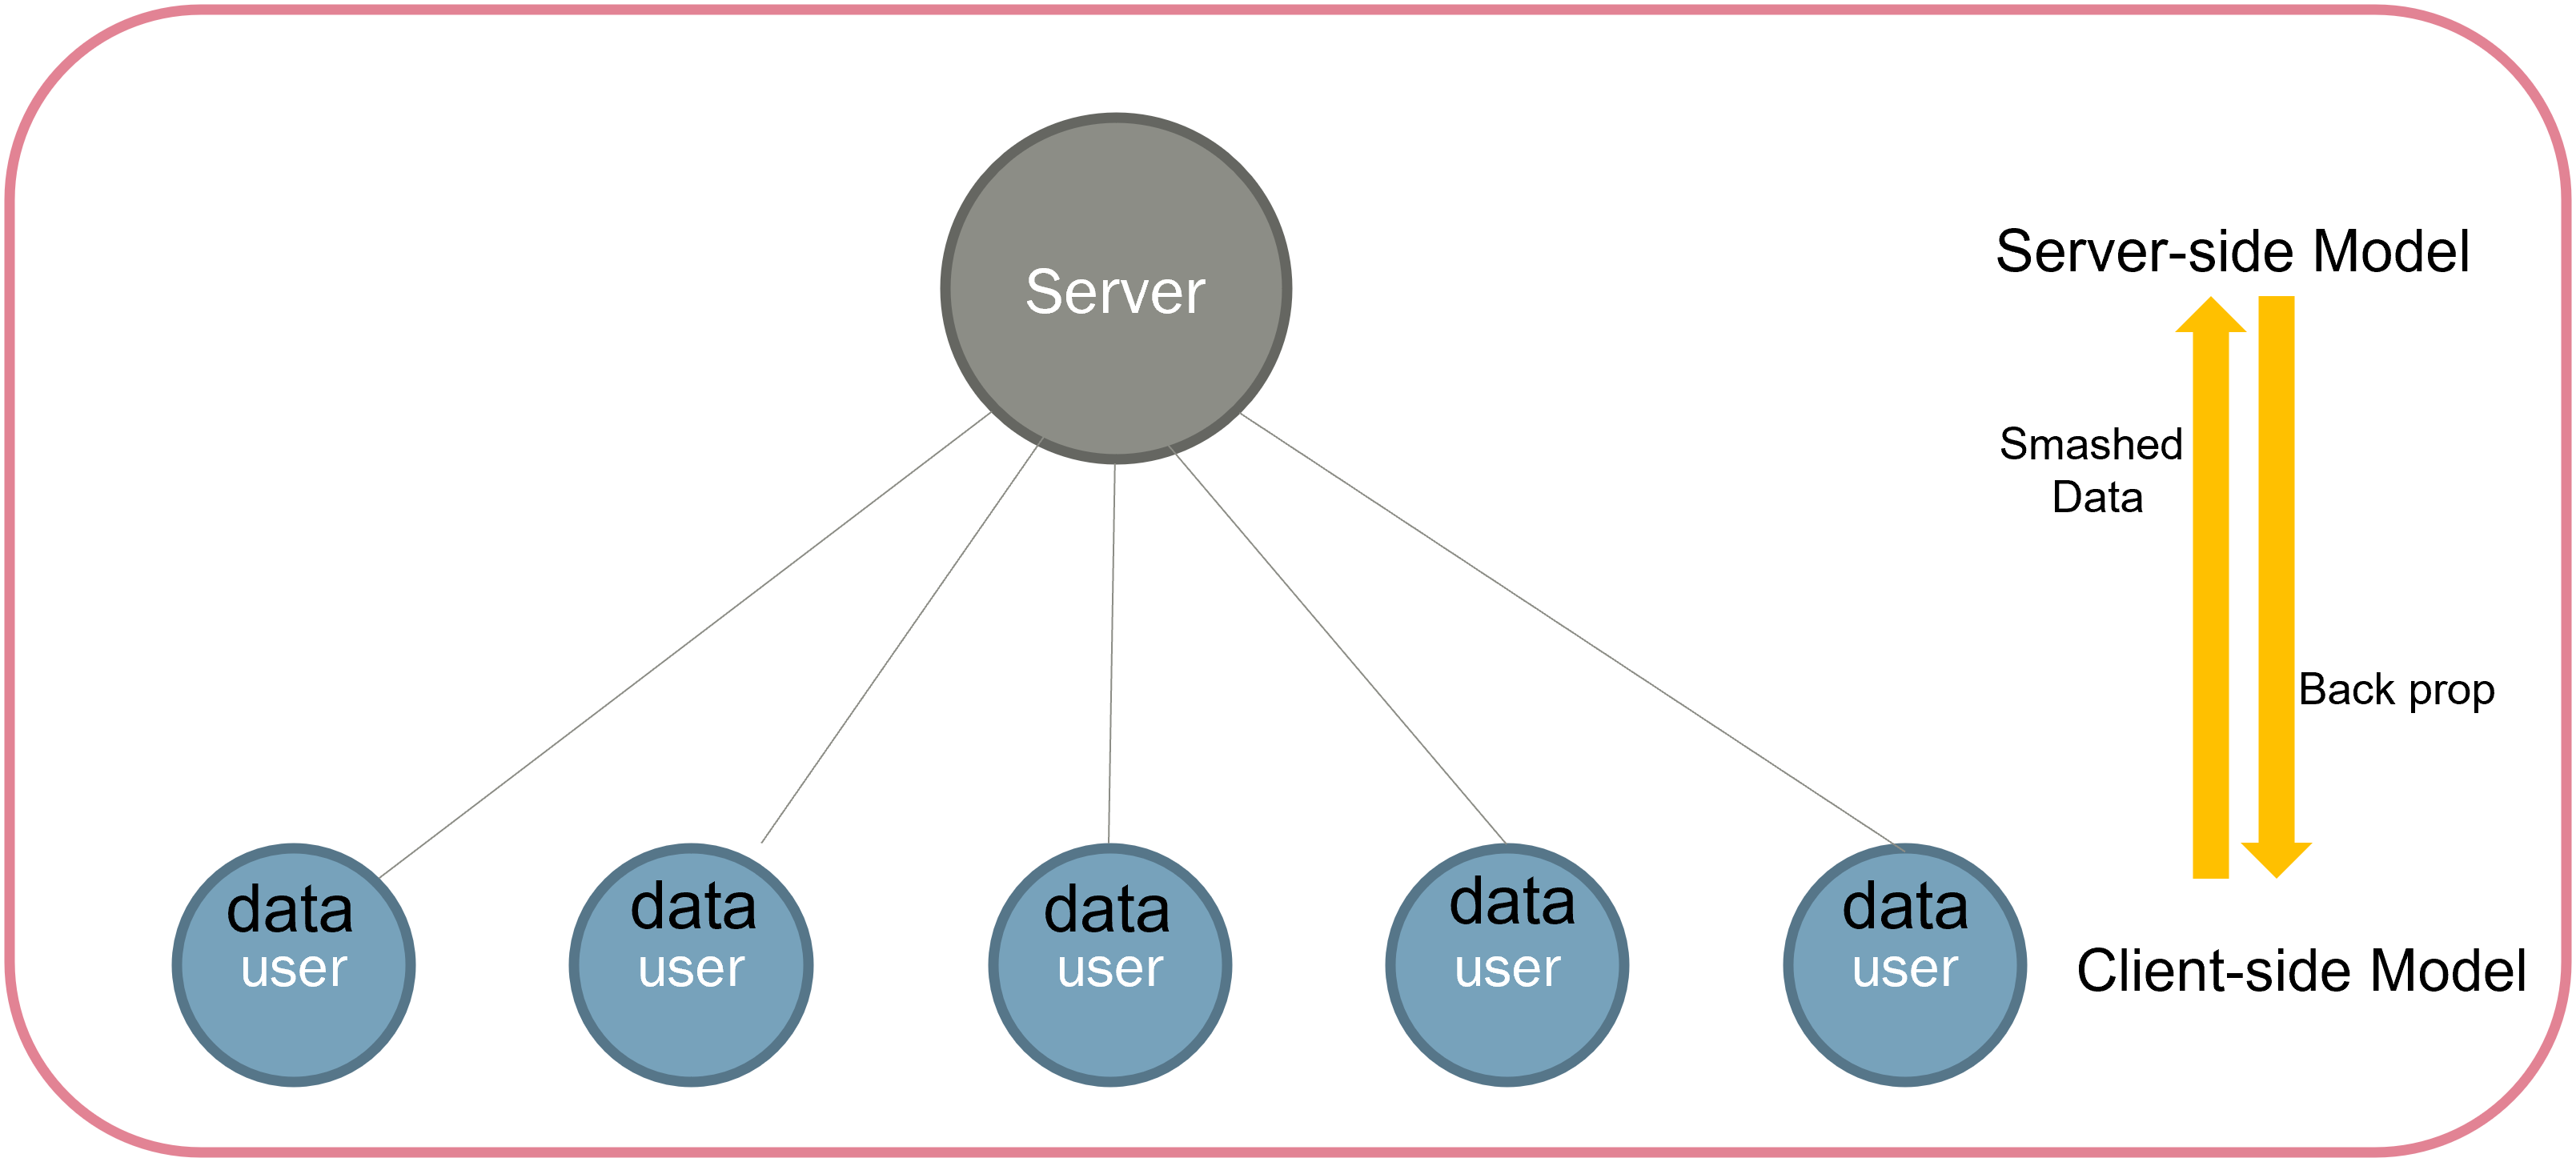 Server
Server-side Model
Smashed
Data
Back prop
data
user
data
user
data
user
data
user
data
user
Client-side Model